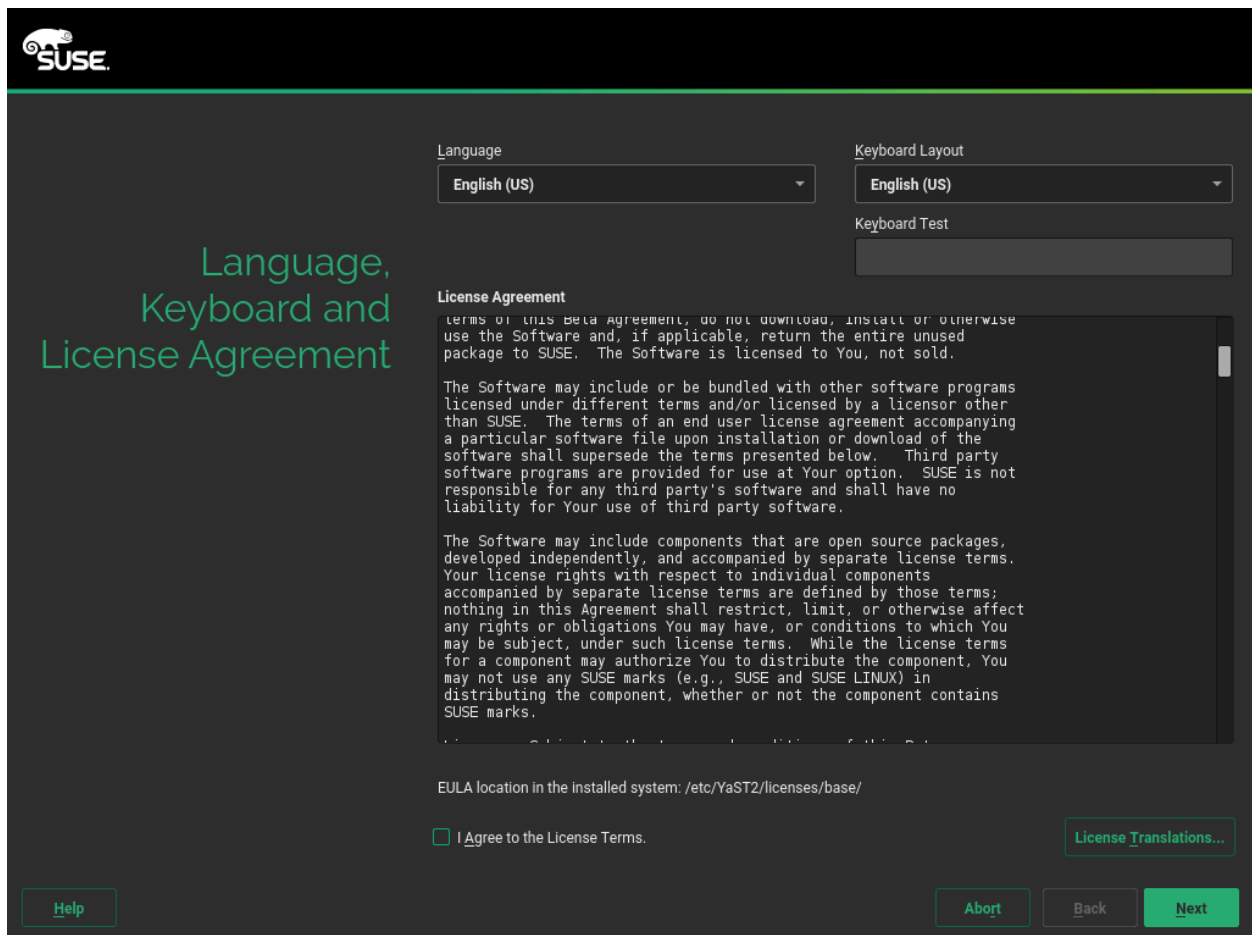 SUSE.
Language,
Keyboard and
License Agreement
Language
English (US)
Keyboard Layout
English (US)
Keyboard Test
License Agreement
terms of this Beta Agreement, do not download, install or otherwise
use the Software and, if applicable, return the entire unused
package to SUSE.  The Software is licensed to You, not sold.
The Software may include or be bundled with other software programs
licensed under different terms and/or licensed by a licensor other
than SUSE.  The terms of an end user license agreement accompanying
a particular software file upon installation or download of the
software shall supersede the terms presented below.   Third party
software programs are provided for use at Your option.  SUSE is not
responsible for any third party's software and shall have no
liability for Your use of third party software.
The Software may include components that are open source packages,
developed independently, and accompanied by separate license terms.
Your license rights with respect to individual components
accompanied by separate license terms are defined by those terms;
nothing in this Agreement shall restrict, limit, or otherwise affect
any rights or obligations You may have, or conditions to which You
may be subject, under such license terms.  While the license terms
for a component may authorize You to distribute the component, You
may not use any SUSE marks (e.g., SUSE and SUSE LINUX) in
distributing the component, whether or not the component contains
SUSE marks.
EULA location in the installed system: /etc/YaST2/licenses/base/
I Agree to the License Terms.
License Translations...
Help
Abort
Back
Next